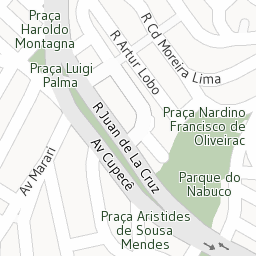 Praça
Haroldo
Montagna
R Cd Moreira Lima
R Artur Lobo
Praça Luigi
Palma
Praça Nardino
Francisco de
Oliveirac
R Juan de La Cruz
Av Cupecê
Av Marari
Parque do
Nabuco
Praça Aristides
de Sousa
Mendes